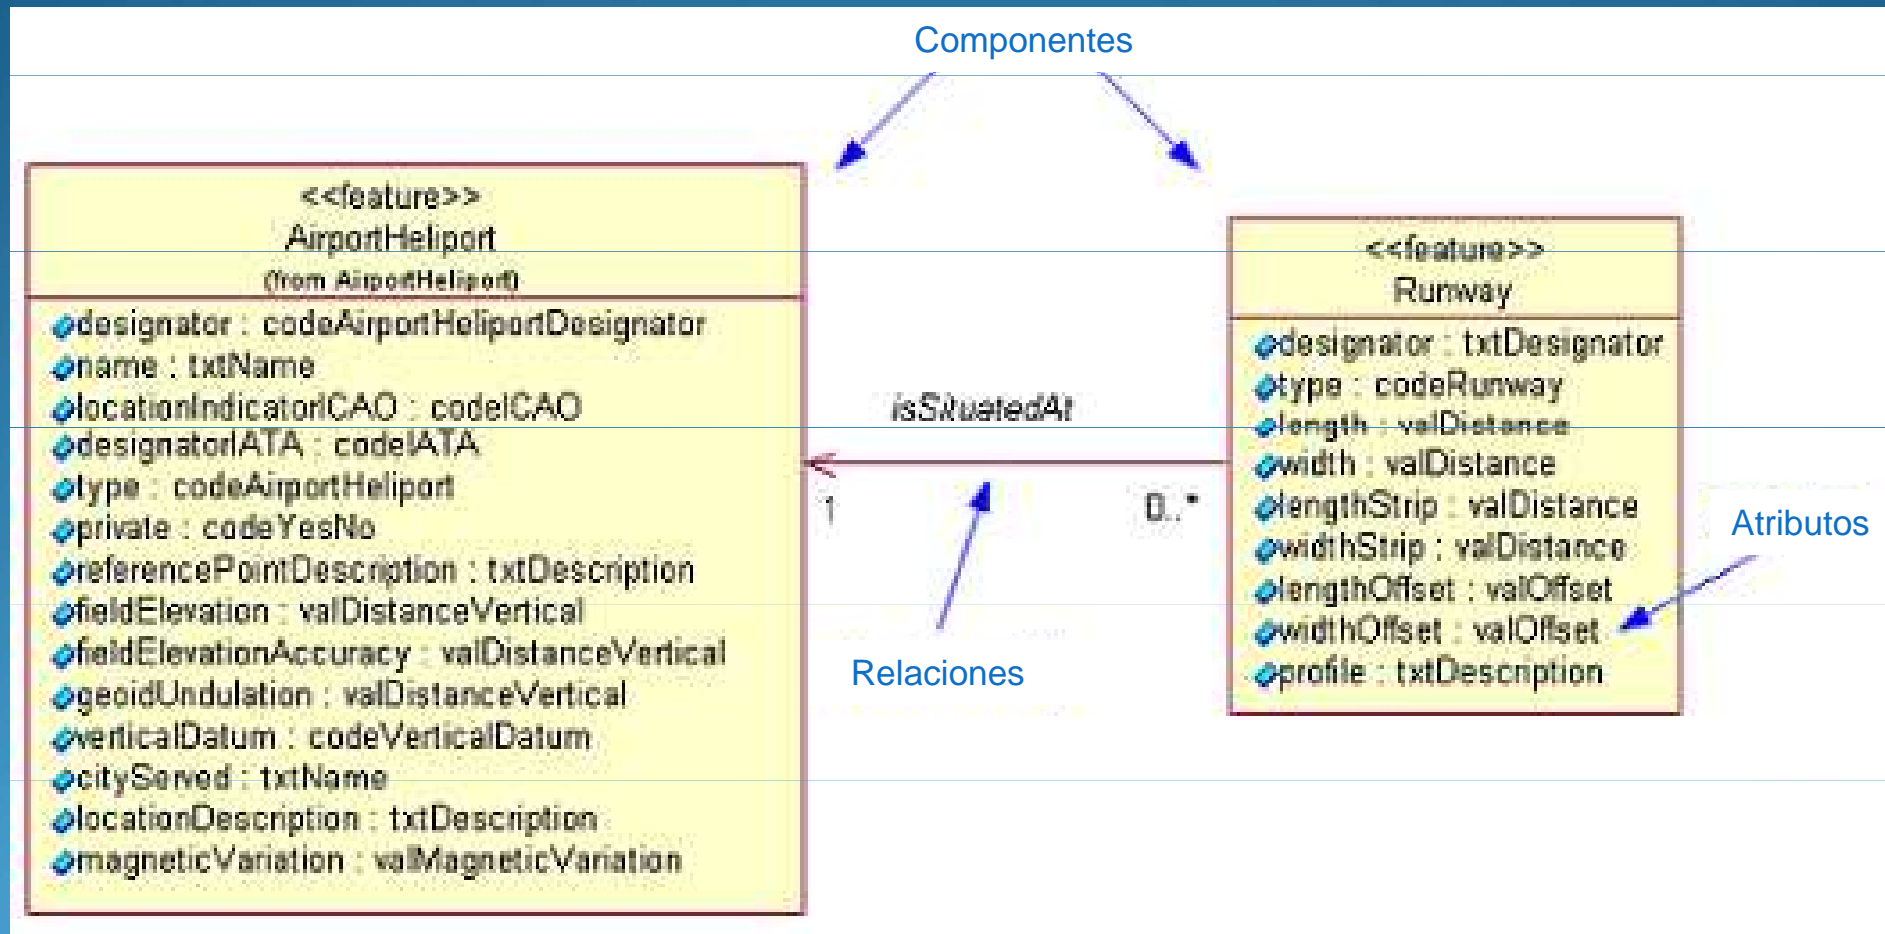 Componentes
<<feature>>
AirportHeliport
(from AirportHeliport)
designator : codeAirportHeliportDesignator
name : txtName
locationIndicatorICAO : codeICAO
designatorIATA : codeIATA
type : codeAirportHeliport
private : codeYesNo
referencePointDescription : txtDescription
fieldElevation : valDistanceVertical
fieldElevationAccuracy : valDistanceVertical
geoidUndulation : valDistanceVertical
verticalDatum : codeVerticalDatum
cityServed : txtName
locationDescription : txtDescription
magneticVariation : valMagneticVariation
isSituatedAt
1
0..*
Relaciones
<<feature>>
Runway
designator : txtDesignator
type : codeRunway
length : valDistance
width : valDistance
lengthStrip : valDistance
widthStrip : valDistance
lengthOffset : valOffset
widthOffset : valOffset
profile : txtDescription
Atributos